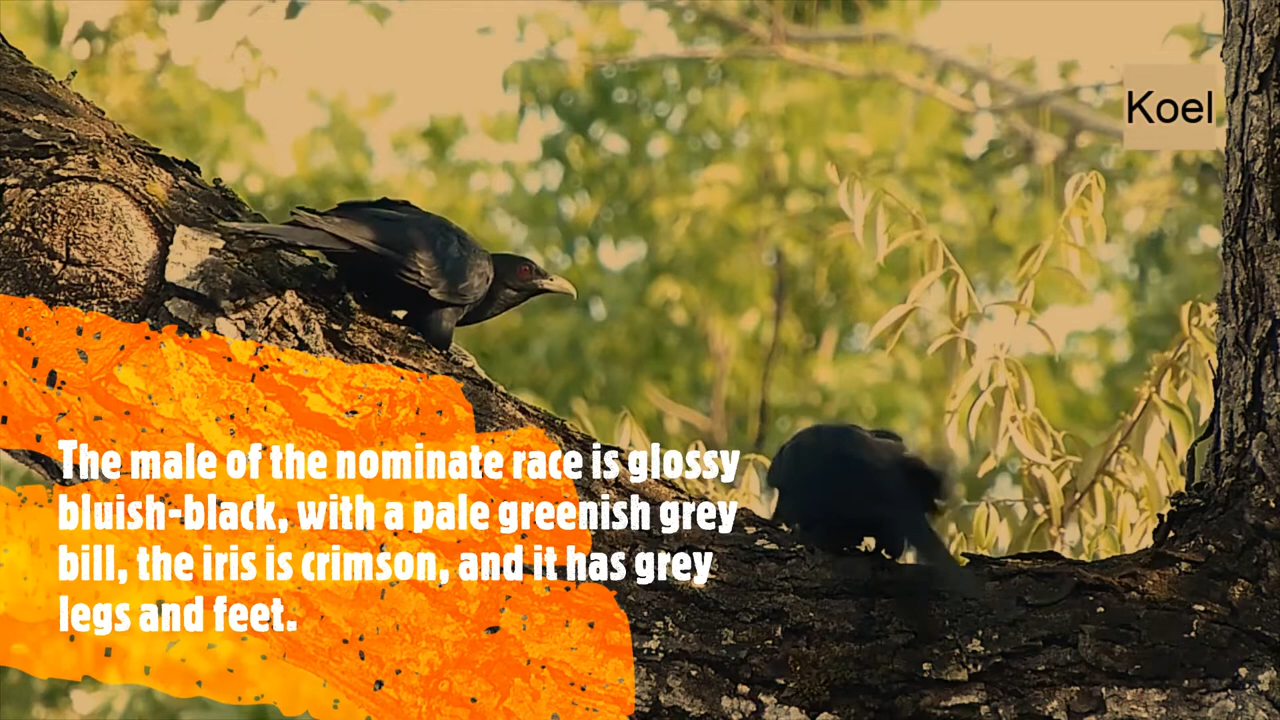 Koel
The male of the nominate race is glossy
bluish-black, with a pale greenish grey
bill, the iris is crimson, and it has grey
legs and feet.